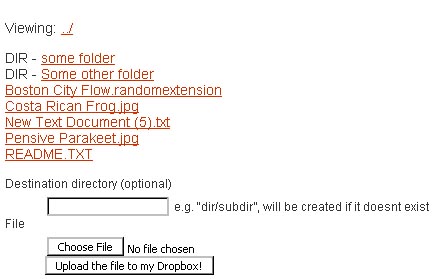 Viewing: ../
DIR - some folder
DIR - Some other folder
Boston City Flow.randomextension
Costa Rican Frog.jpg
New Text Document (5).txt
Pensive Parakeet.jpg
README.TXT
Destination directory (optional)
e.g. "dir/subdir", will be created if it doesnt exist
File
Choose File No file chosen
Upload the file to my Dropbox!